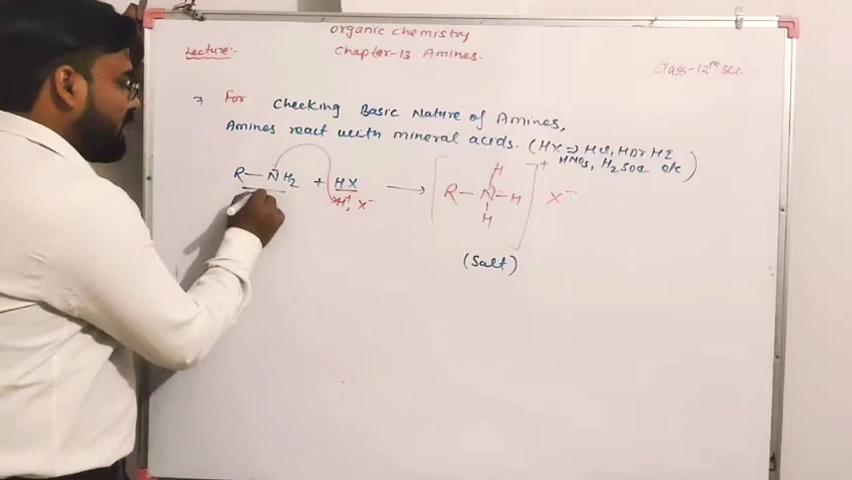 Organic chemistry
Lecture:-
Chapter-13 Amines.
Class-12th Sci.
⇒ For Checking Basic Nature of Amines,
Amines react with mineral acids. (HX ⇒ HCl, HBr HI
HNO3, H2SO4 etc)
R-N̈H2 + HX → [R-N-H]+ X-
H
H+, X-
H
(Salt)